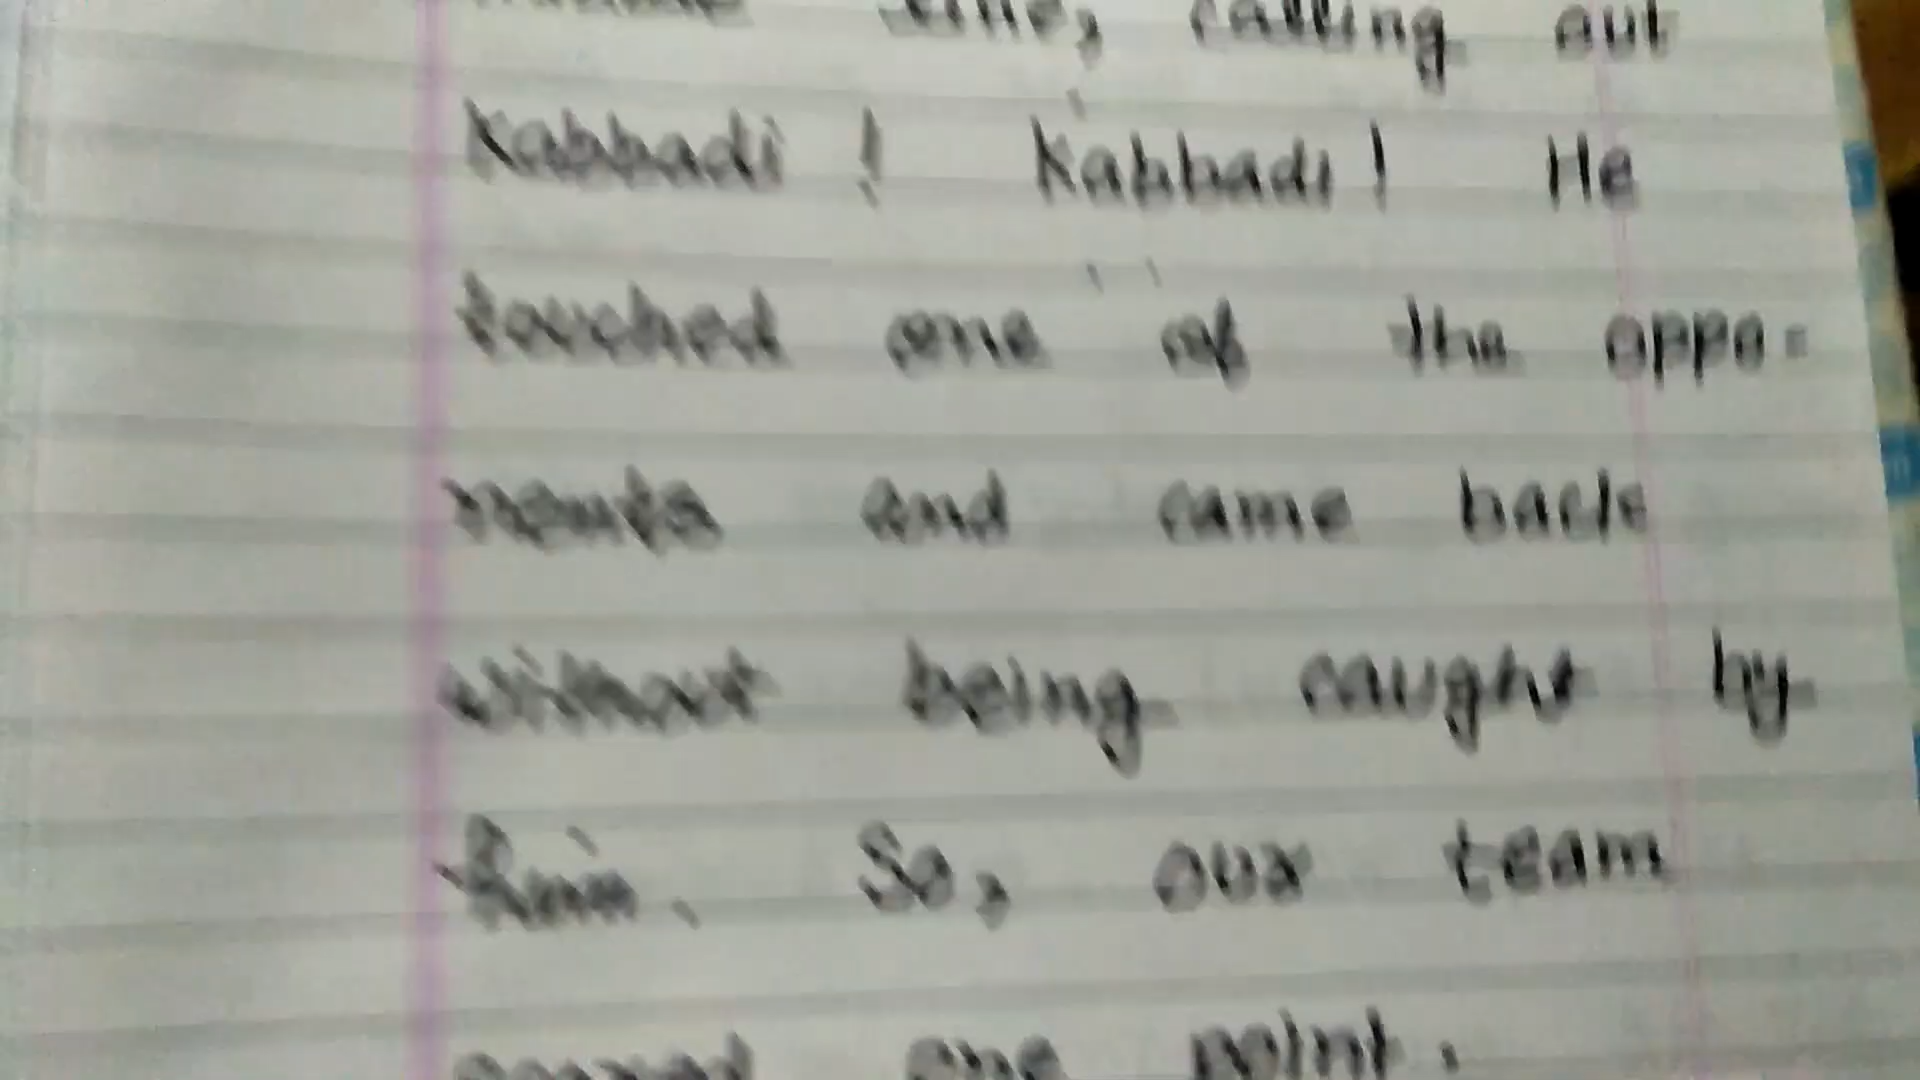 line, calling out
Kabbadi! Kabbadi! He
touched one of the oppo=
nents and came back
without being caught by
him. So, our team
one point.